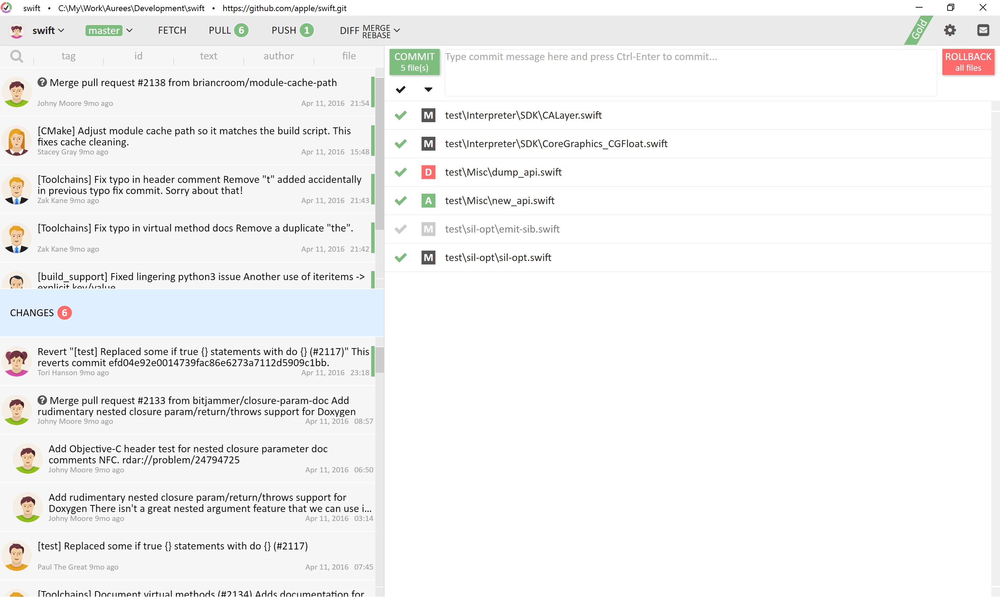 swift • C:\My\Work\Aurees\Development\swift • https://github.com/apple/swift.git
swift master FETCH PULL 6 PUSH 1 DIFF MERGE
REBASE
Gold
tag id text author file
Merge pull request #2138 from briancroom/module-cache-path
Johny Moore 9mo ago Apr 11, 2016 21:54
[CMake] Adjust module cache path so it matches the build script. This
fixes cache cleaning.
Stacey Gray 9mo ago Apr 11, 2016 15:48
[Toolchains] Fix typo in header comment Remove "t" added accidentally
in previous typo fix commit. Sorry about that!
Zak Kane 9mo ago Apr 11, 2016 21:43
[Toolchains] Fix typo in virtual method docs Remove a duplicate "the".
Zak Kane 9mo ago Apr 11, 2016 21:42
[build_support] Fixed lingering python3 issue Another use of iteritems ->
explicit key/value
CHANGES 6
Revert "[test] Replaced some if true {} statements with do {} (#2117)" This
reverts commit efd04e92e0014739fac86e6273a7112d5909c1bb.
Tori Hanson 9mo ago Apr 11, 2016 23:18
Merge pull request #2133 from bitjammer/closure-param-doc Add
rudimentary nested closure param/return/throws support for Doxygen
Johny Moore 9mo ago Apr 11, 2016 08:57
Add Objective-C header test for nested closure parameter doc
comments NFC. rdar://problem/24794725
Johny Moore 9mo ago Apr 11, 2016 06:50
Add rudimentary nested closure param/return/throws support for
Doxygen There isn't a great nested argument feature that we can use i...
Johny Moore 9mo ago Apr 11, 2016 03:14
[test] Replaced some if true {} statements with do {} (#2117)
Paul The Great 9mo ago Apr 11, 2016 07:45
[Toolchains] Document virtual methods (#2134) Adds documentation for
COMMIT
5 file(s)
Type commit message here and press Ctrl-Enter to commit...
ROLLBACK
all files
M test\Interpreter\SDK\CALayer.swift
M test\Interpreter\SDK\CoreGraphics_CGFloat.swift
D test\Misc\dump_api.swift
A test\Misc\new_api.swift
M test\sil-opt\emit-sib.swift
M test\sil-opt\sil-opt.swift